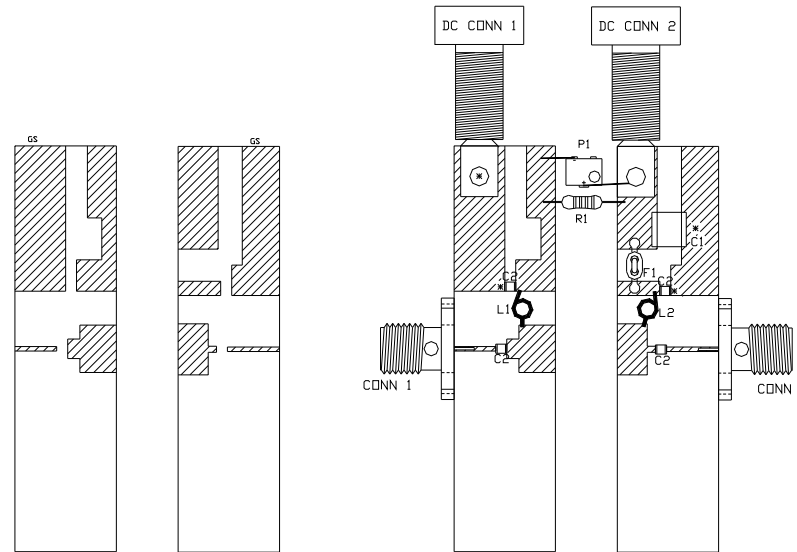 DC CONN 1
DC CONN 2
GS
GS
P1
R1
C1
C2
F1
C2
L1
L2
C2
C2
CONN 1
CONN